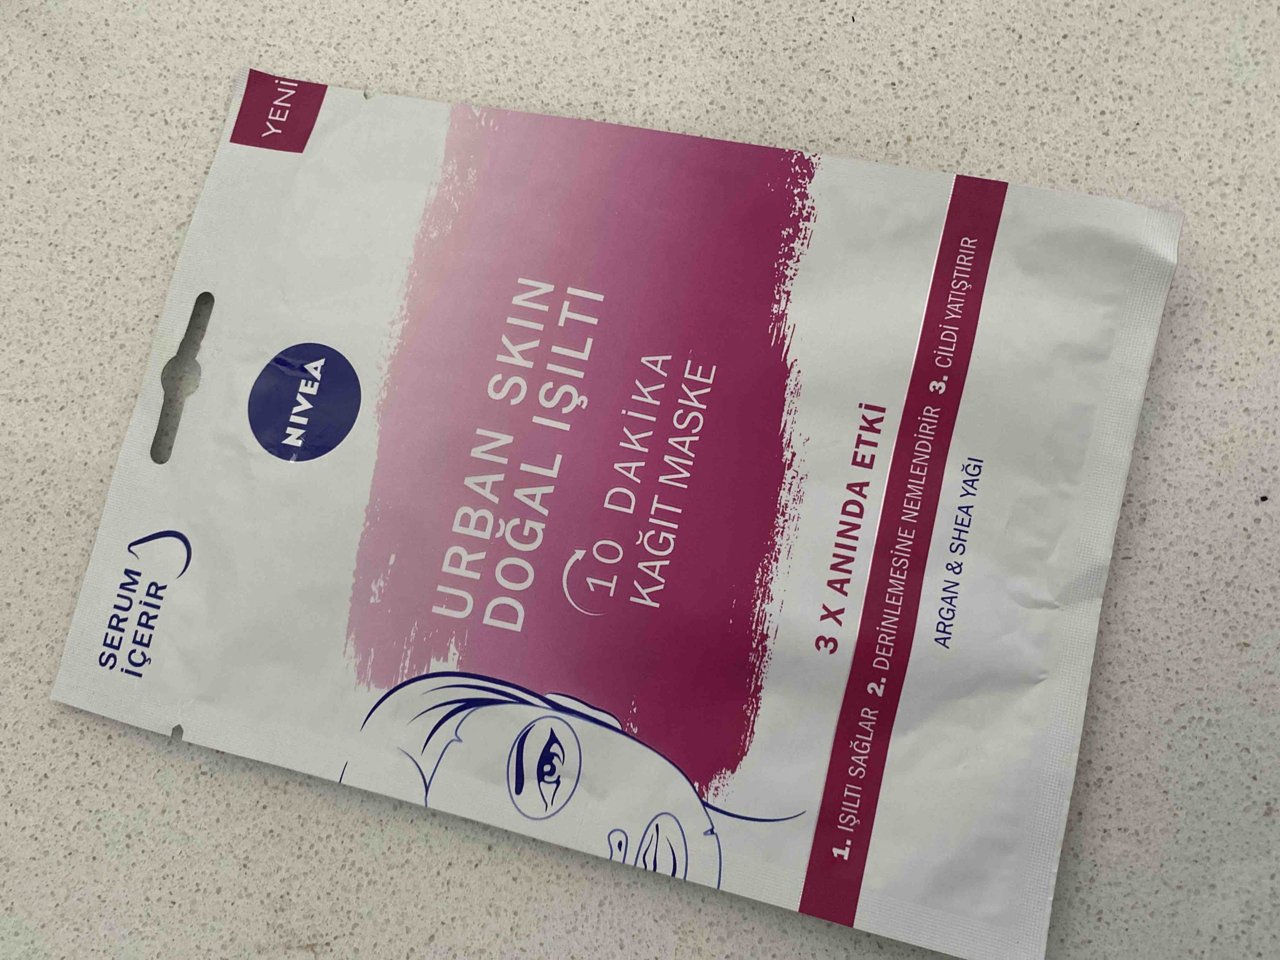 YENİ
NIVEA
SERUM
İÇERİR
URBAN SKIN
DOĞAL IŞILTI
10 DAKİKA
KAĞIT MASKE
3 X ANINDA ETKİ
1. IŞILTI SAĞLAR 2. DERİNLEMESİNE NEMLENDİRİR 3. CİLDİ YATIŞTIRIR
ARGAN & SHEA YAĞI